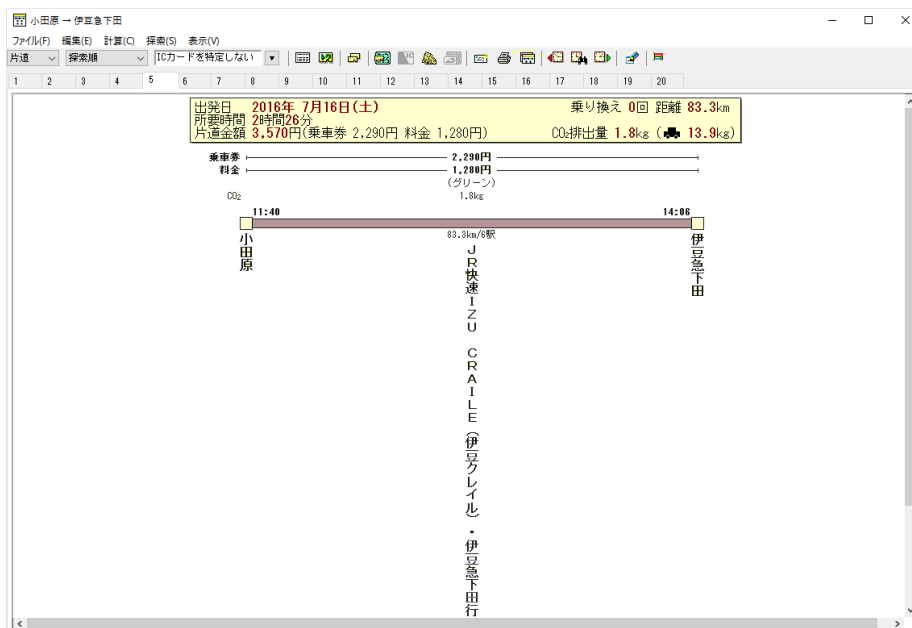 小田原 → 伊豆急下田
ファイル(F) 編集(E) 計算(C) 探索(S) 表示(V)
片道 探索順 ICカードを特定しない
1 2 3 4 5 6 7 8 9 10 11 12 13 14 15 16 17 18 19 20
出発日 2016年 7月16日(土) 乗り換え 0回 距離 83.3km
所要時間 2時間26分
片道金額 3,570円(乗車券 2,290円 料金 1,280円) CO2排出量 1.8kg ( 13.9kg)
乗車券 2,290円
料金 1,280円
(グリーン)
CO2 1.8kg
11:40 14:06
83.3km/6駅
小田原
JR快速IZU CRAILE(伊豆クレイル)・伊豆急下田行
伊豆急下田